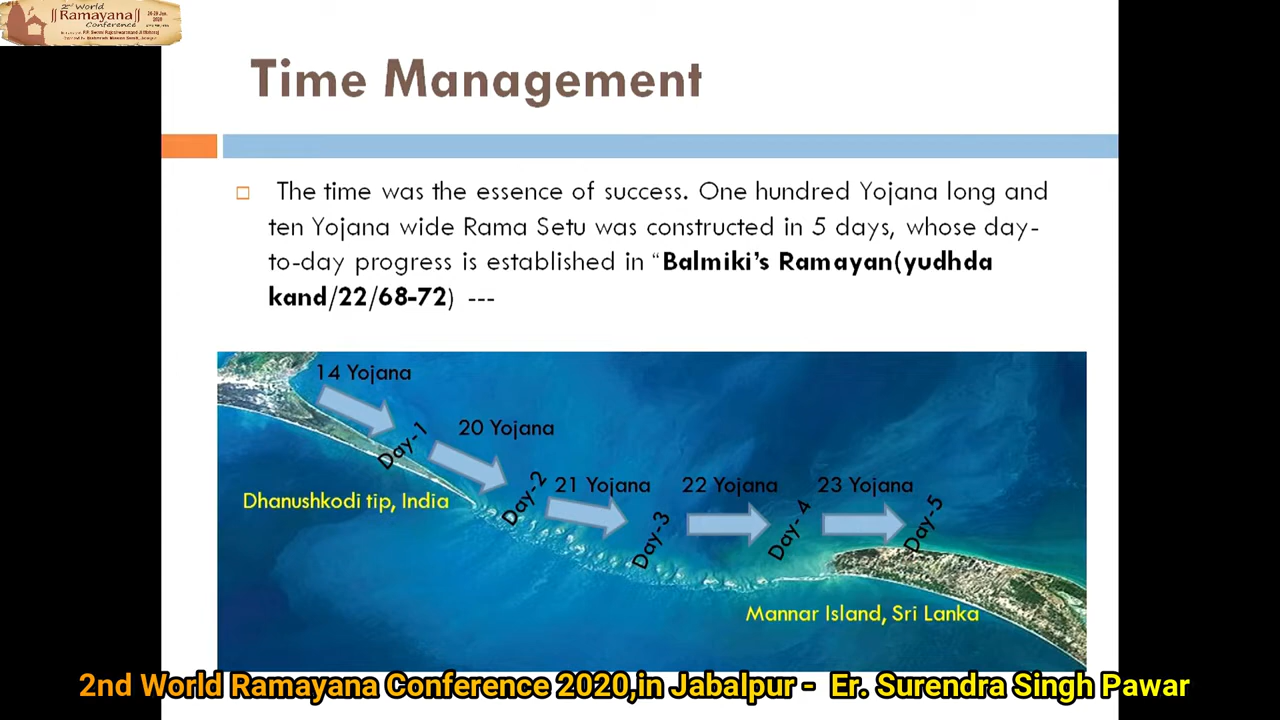 2nd World
|| Ramayana ||
Conference
Time Management
The time was the essence of success. One hundred Yojana long and
ten Yojana wide Rama Setu was constructed in 5 days, whose day-
to-day progress is established in “Balmiki’s Ramayan(yudhda
kand/22/68-72) ---
14 Yojana
Day-1
20 Yojana
Day-2
21 Yojana
Day-3
22 Yojana
Day- 4
23 Yojana
Day-5
Dhanushkodi tip, India
Mannar Island, Sri Lanka
2nd World Ramayana Conference 2020,in Jabalpur - Er. Surendra Singh Pawar